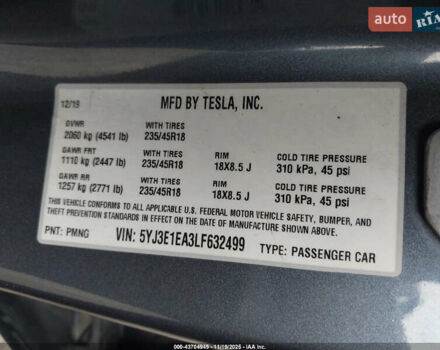 auto RIA
12/19 MFD BY TESLA, INC.
GVWR WITH TIRES
2060 kg (4541 lb) 235/45R18
GAWR FRT WITH TIRES RIM COLD TIRE PRESSURE
1110 kg (2447 lb) 235/45R18 18X8.5 J 310 kPa, 45 psi
GAWR RR WITH TIRES RIM COLD TIRE PRESSURE
1257 kg (2771 lb) 235/45R18 18X8.5 J 310 kPa, 45 psi
THIS VEHICLE CONFORMS TO ALL APPLICABLE U.S. FEDERAL MOTOR VEHICLE SAFETY, BUMPER, AND
THEFT PREVENTION STANDARDS IN EFFECT ON THE DATE OF MANUFACTURE SHOWN ABOVE.
PNT: PMNG VIN: 5YJ3E1EA3LF632499 TYPE: PASSENGER CAR
000-43704949 - 11/19/2025 - IAAI